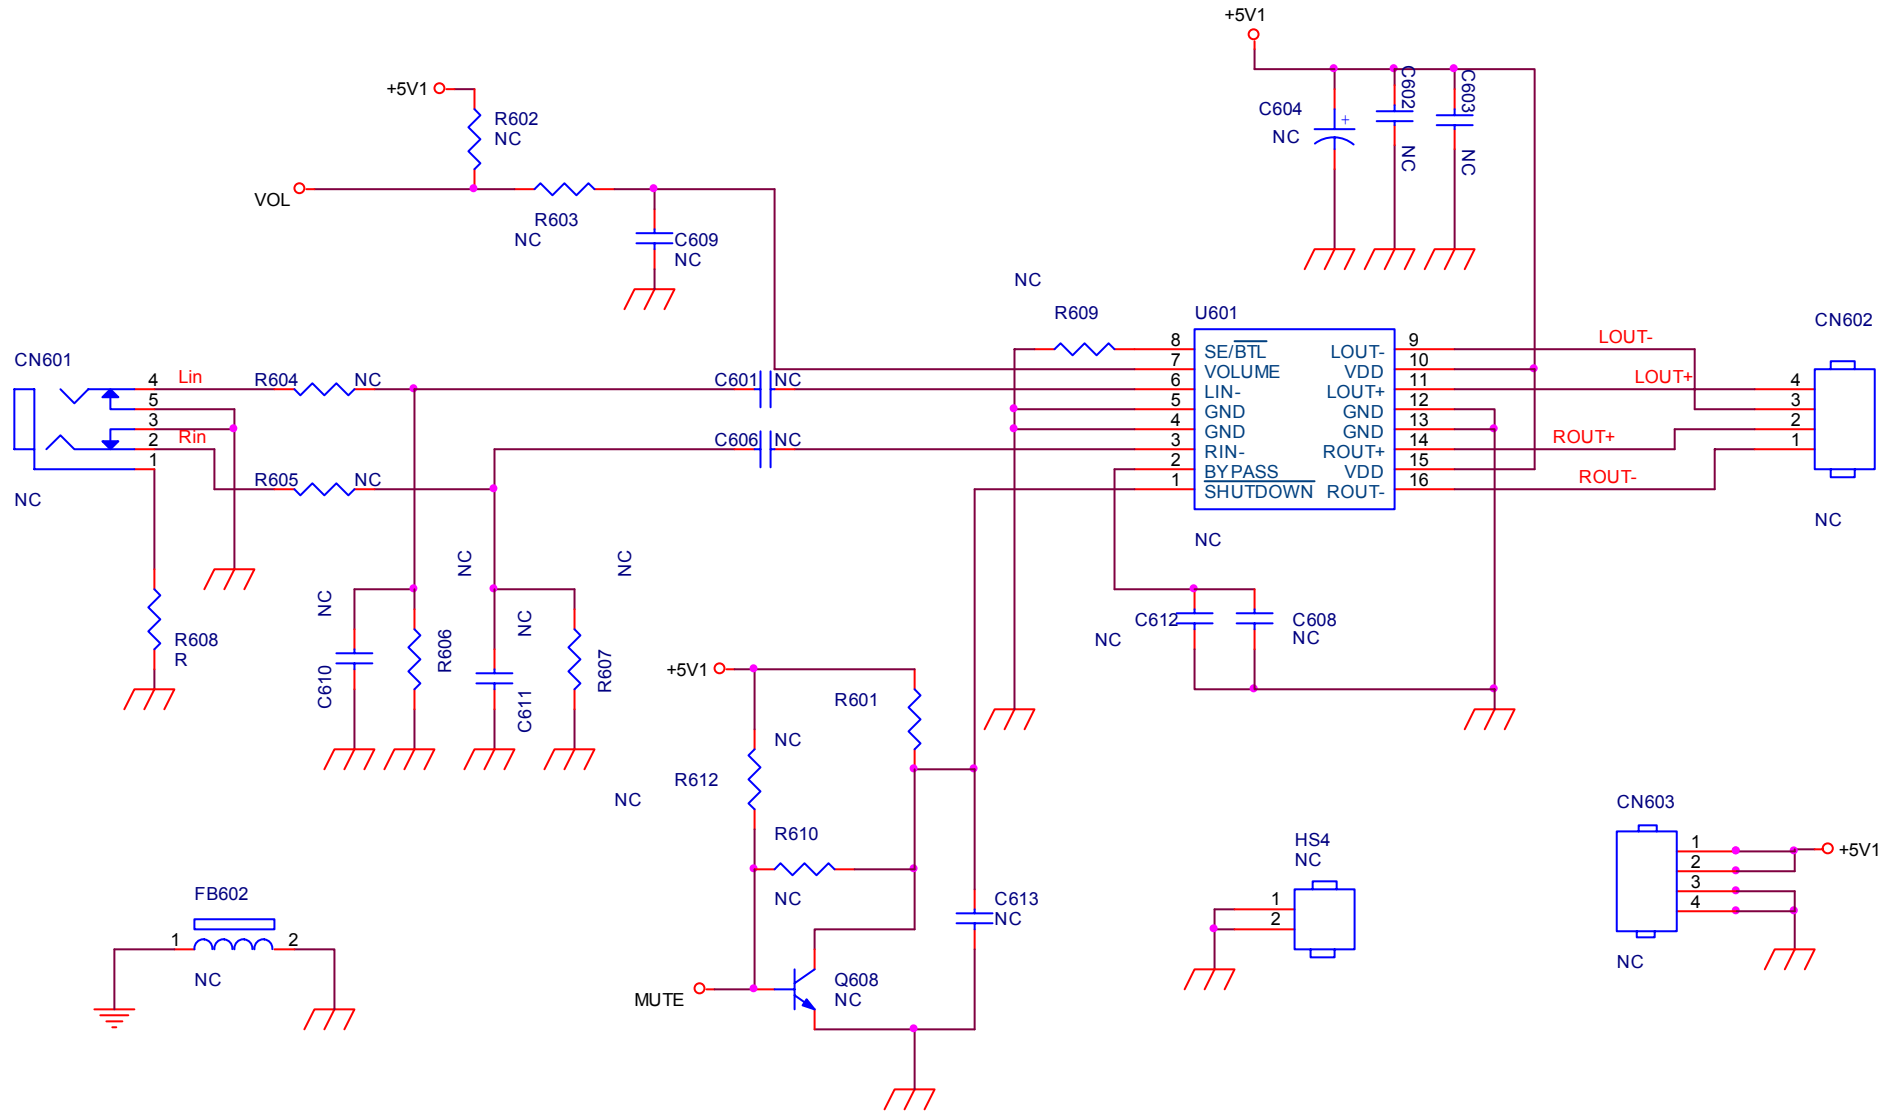 +5V1
+5V1
R602
NC
VOL
R603
NC
C609
NC
C604
NC
C602
NC
C603
NC
NC
R609
U601
CN602
CN601
8
SE/BTL
7
VOLUME
6
LIN-
5
GND
4
GND
3
RIN-
2
BYPASS
1
SHUTDOWN
LOUT-
9
VDD
10
LOUT+
11
GND
12
GND
13
ROUT+
14
VDD
15
ROUT-
16
NC
LOUT-
LOUT+
ROUT+
ROUT-
4
3
2
1
NC
4
Lin
5
3
2
Rin
1
NC
R604
NC
R605
NC
C601
NC
C606
NC
R608
R
NC
C610
R606
NC
NC
C611
R607
NC
C612
NC
C608
NC
+5V1
R601
NC
R612
NC
R610
NC
C613
NC
MUTE
Q608
NC
FB602
1
2
NC
HS4
NC
1
2
CN603
1
2
3
4
+5V1
NC